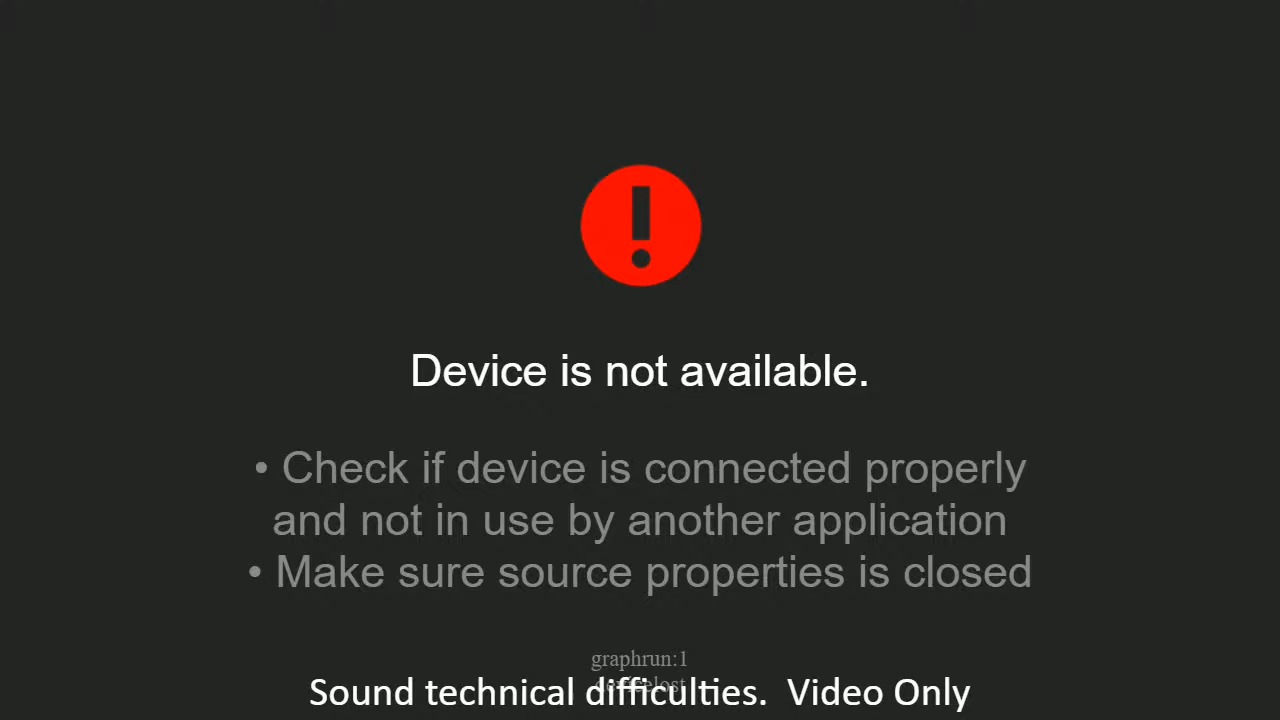 Device is not available.
• Check if device is connected properly
and not in use by another application
• Make sure source properties is closed
graphrun:1
devicelost
Sound technical difficulties.  Video Only